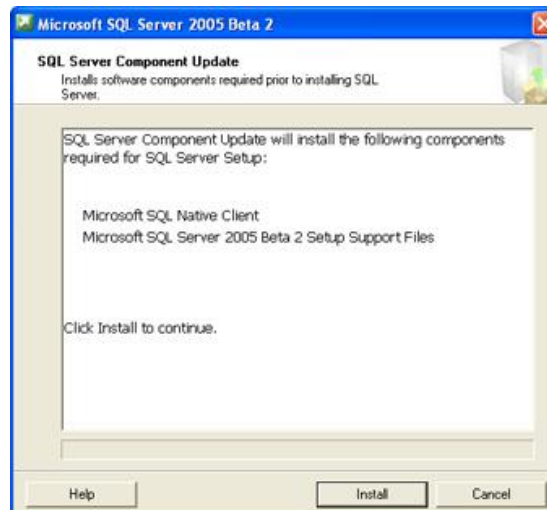 Microsoft SQL Server 2005 Beta 2
SQL Server Component Update
Installs software components required prior to installing SQL
Server.
SQL Server Component Update will install the following components
required for SQL Server Setup:
Microsoft SQL Native Client
Microsoft SQL Server 2005 Beta 2 Setup Support Files
Click Install to continue.
Help Install Cancel